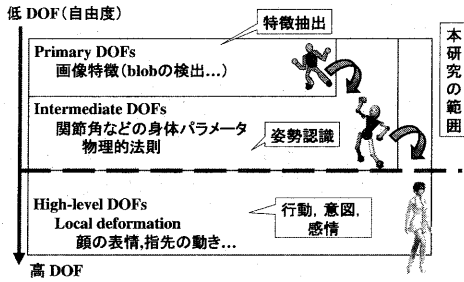 低 DOF(自由度)
特徴抽出
Primary DOFs
画像特徴(blobの検出…)
Intermediate DOFs
関節角などの身体パラメータ
物理的法則
姿勢認識
本研究の範囲
High-level DOFs
Local deformation
顔の表情,指先の動き…
行動，意図，
感情
高 DOF